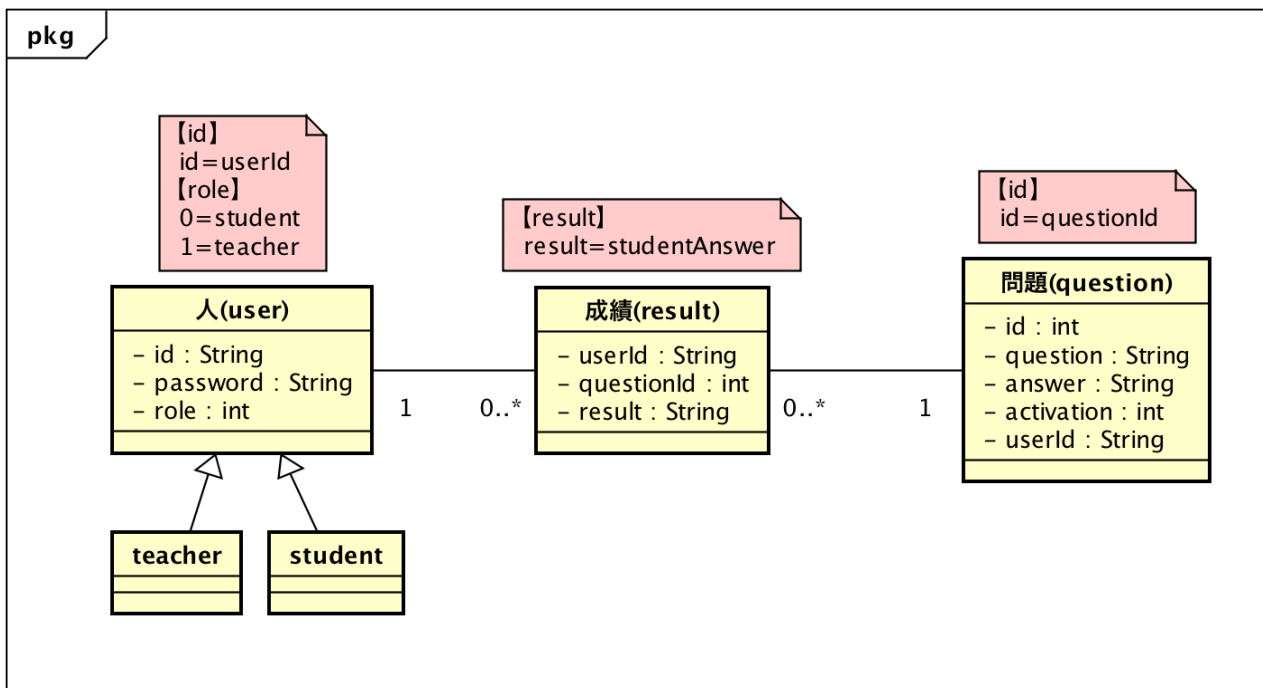 pkg
【id】
id=userId
【role】
0=student
1=teacher
【result】
result=studentAnswer
【id】
id=questionId
人(user)
- id : String
- password : String
- role : int
成績(result)
- userId : String
- questionId : int
- result : String
問題(question)
- id : int
- question : String
- answer : String
- activation : int
- userId : String
1
0..*
0..*
1
teacher
student